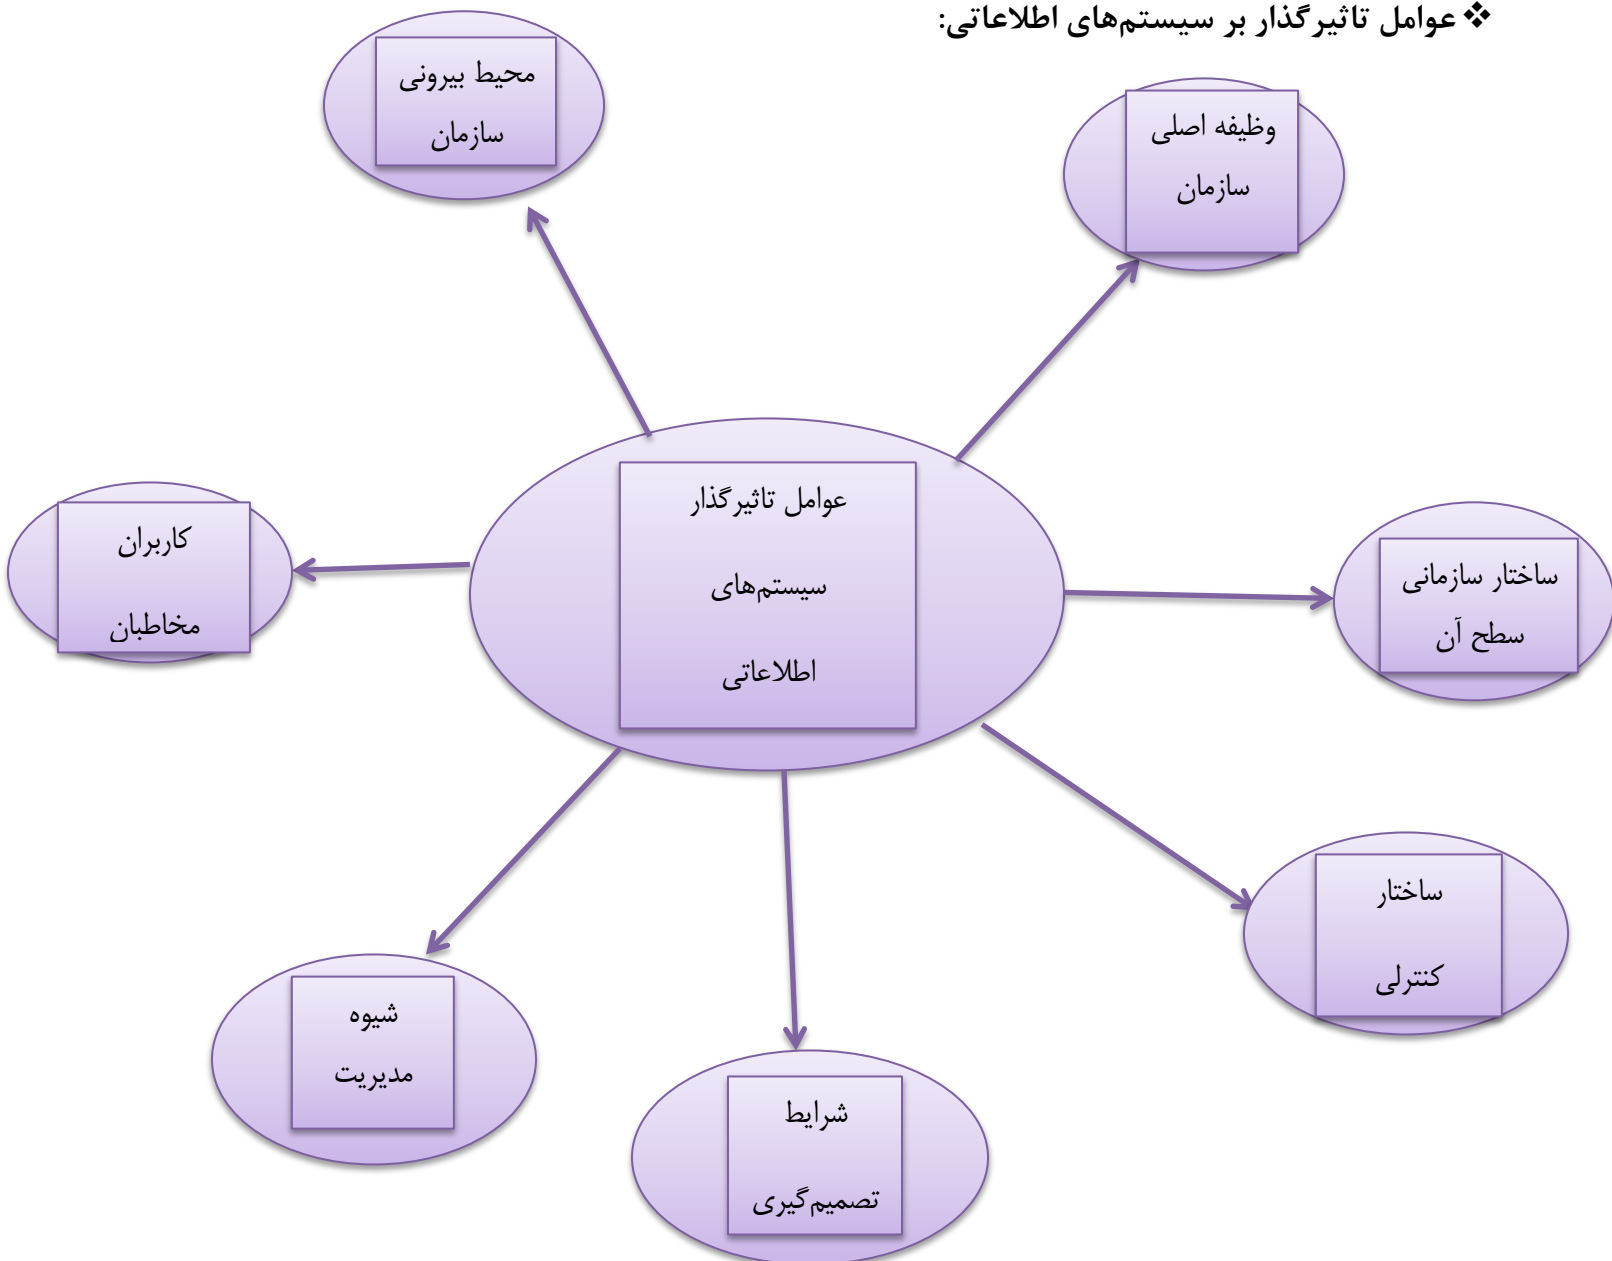 ❖ عوامل تاثیرگذار بر سیستم‌های اطلاعاتی:
محیط بیرونی
سازمان
وظیفه اصلی
سازمان
عوامل تاثیرگذار
سیستم‌های
اطلاعاتی
کاربران
مخاطبان
ساختار سازمانی
سطح آن
ساختار
کنترلی
شیوه
مدیریت
شرایط
تصمیم‌گیری